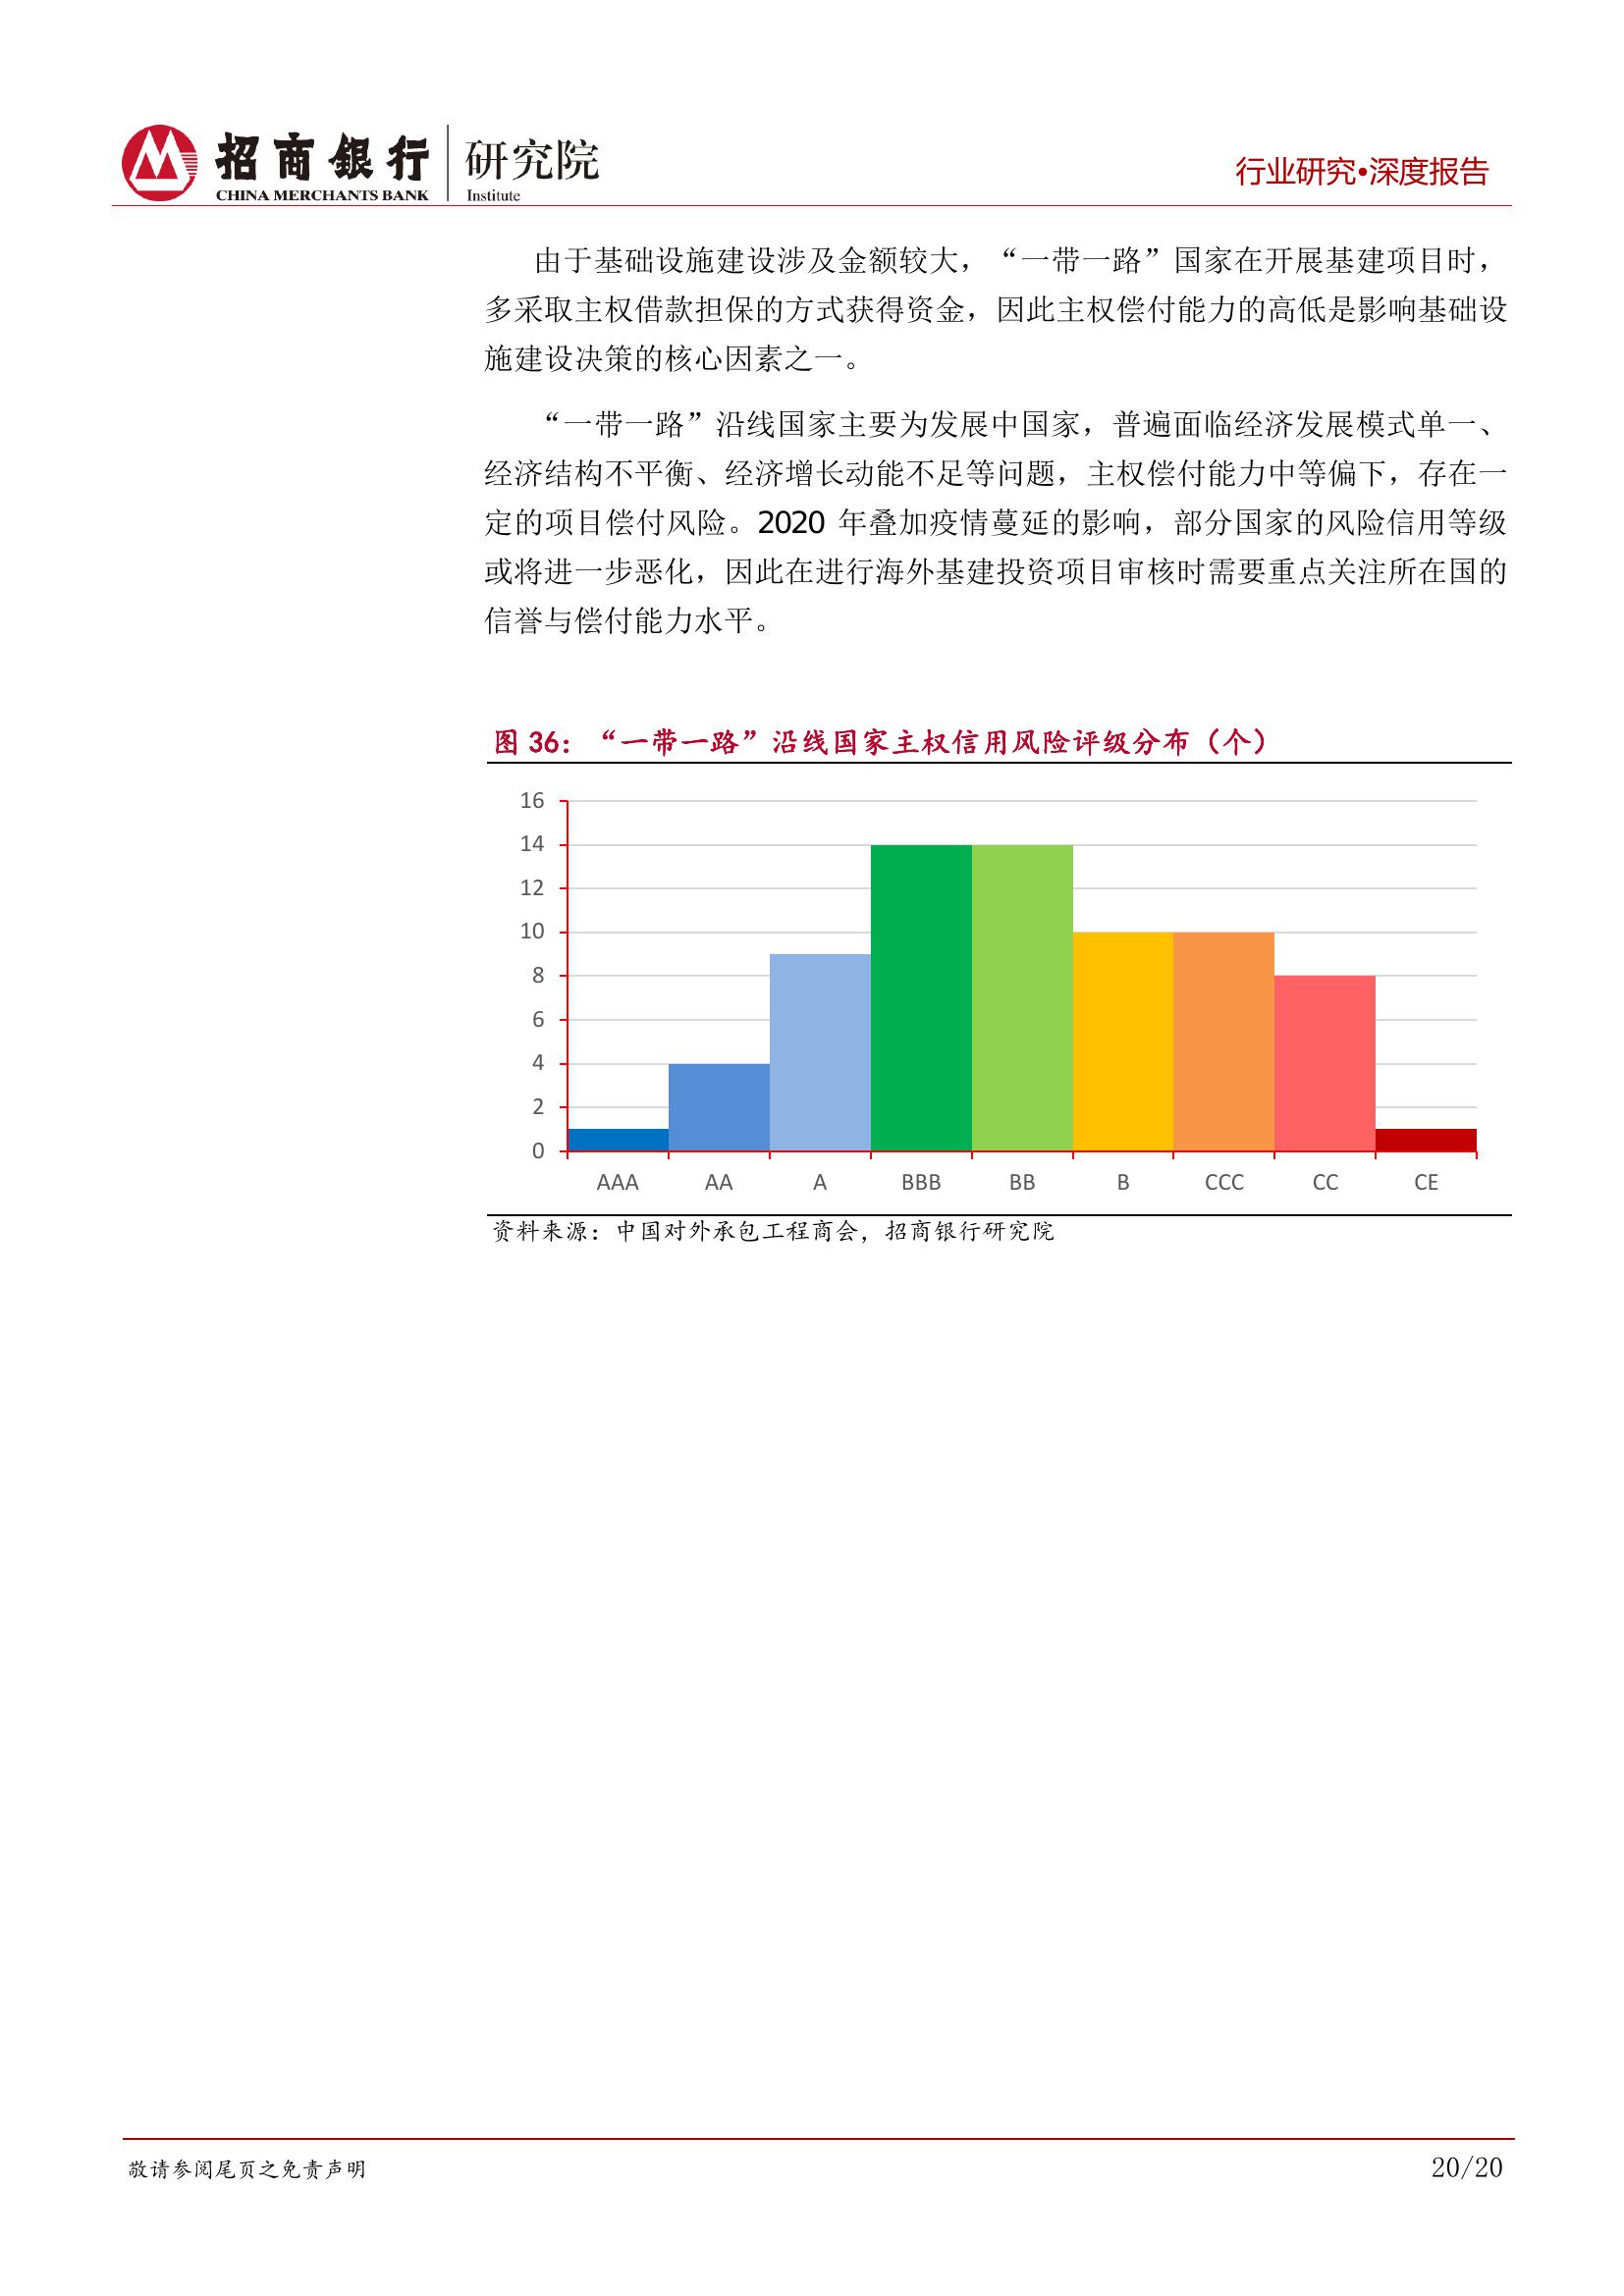 招商银行 研究院
CHINA MERCHANTS BANK Institute
行业研究•深度报告
由于基础设施建设涉及金额较大，“一带一路”国家在开展基建项目时，
多采取主权借款担保的方式获得资金，因此主权偿付能力的高低是影响基础设
施建设决策的核心因素之一。
“一带一路”沿线国家主要为发展中国家，普遍面临经济发展模式单一、
经济结构不平衡、经济增长动能不足等问题，主权偿付能力中等偏下，存在一
定的项目偿付风险。2020 年叠加疫情蔓延的影响，部分国家的风险信用等级
或将进一步恶化，因此在进行海外基建投资项目审核时需要重点关注所在国的
信誉与偿付能力水平。
图 36：“一带一路”沿线国家主权信用风险评级分布（个）
16
14
12
10
8
6
4
2
0
AAA AA A BBB BB B CCC CC CE
资料来源：中国对外承包工程商会，招商银行研究院
敬请参阅尾页之免责声明
20/20